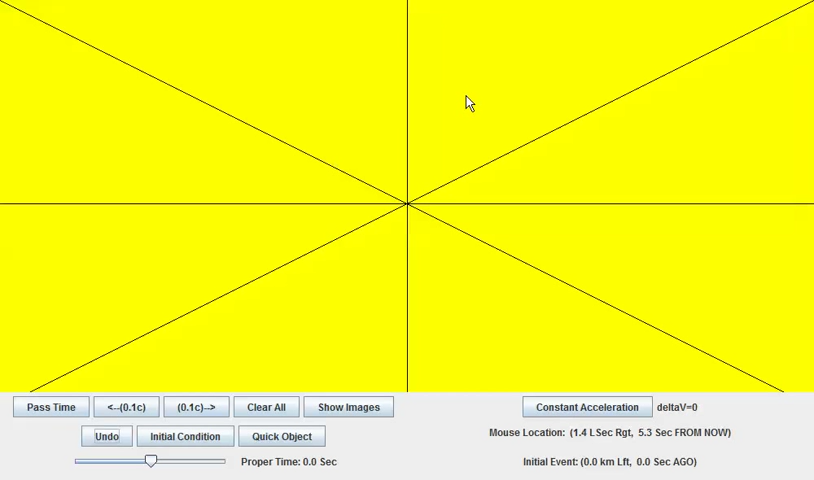 Pass Time <--(0.1c) (0.1c)--> Clear All Show Images Constant Acceleration deltaV=0
Undo Initial Condition Quick Object Mouse Location: (1.4 LSec Rgt, 5.3 Sec FROM NOW)
Proper Time: 0.0 Sec Initial Event: (0.0 km Lft, 0.0 Sec AGO)